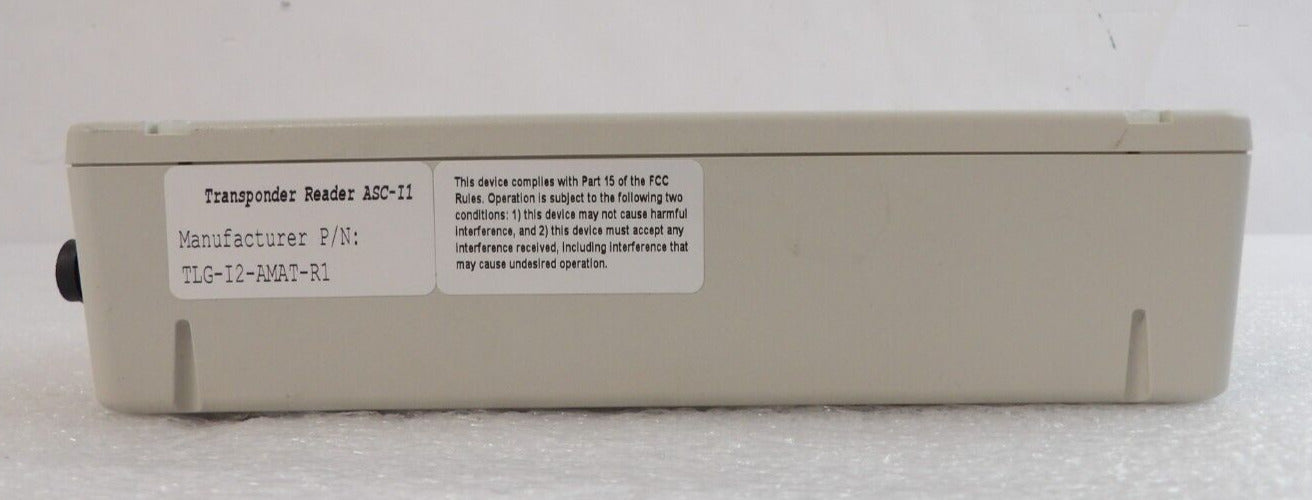 Transponder Reader ASC-I1
Manufacturer P/N:
TLG-I2-AMAT-R1
This device complies with Part 15 of the FCC
Rules. Operation is subject to the following two
conditions: 1) this device may not cause harmful
interference, and 2) this device must accept any
interference received, including interference that
may cause undesired operation.